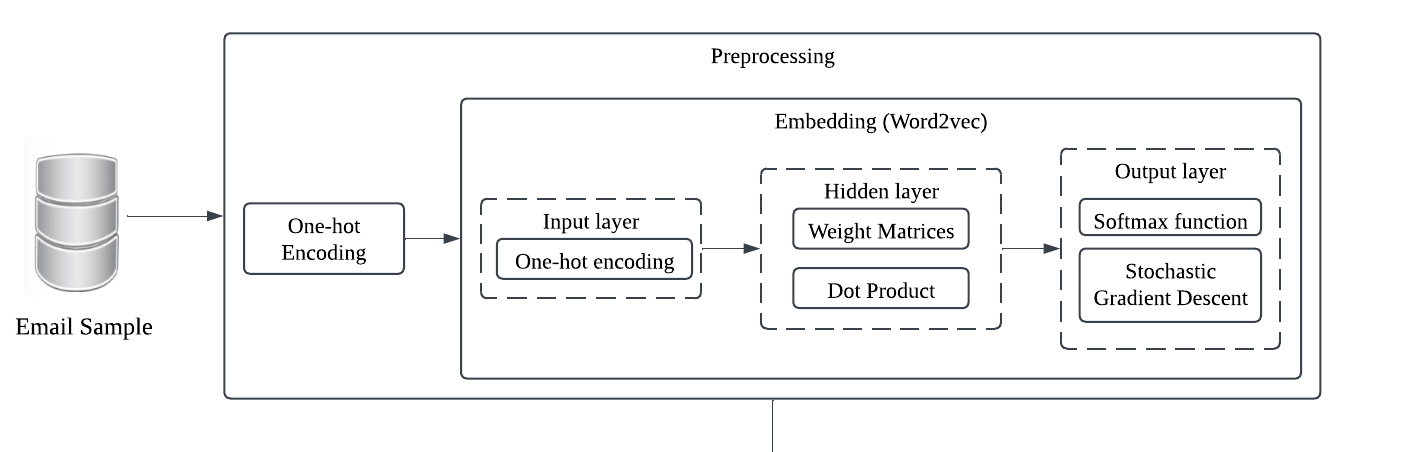 Preprocessing
Embedding (Word2vec)
Email Sample
One-hot
Encoding
Input layer
One-hot encoding
Hidden layer
Weight Matrices
Dot Product
Output layer
Softmax function
Stochastic
Gradient Descent